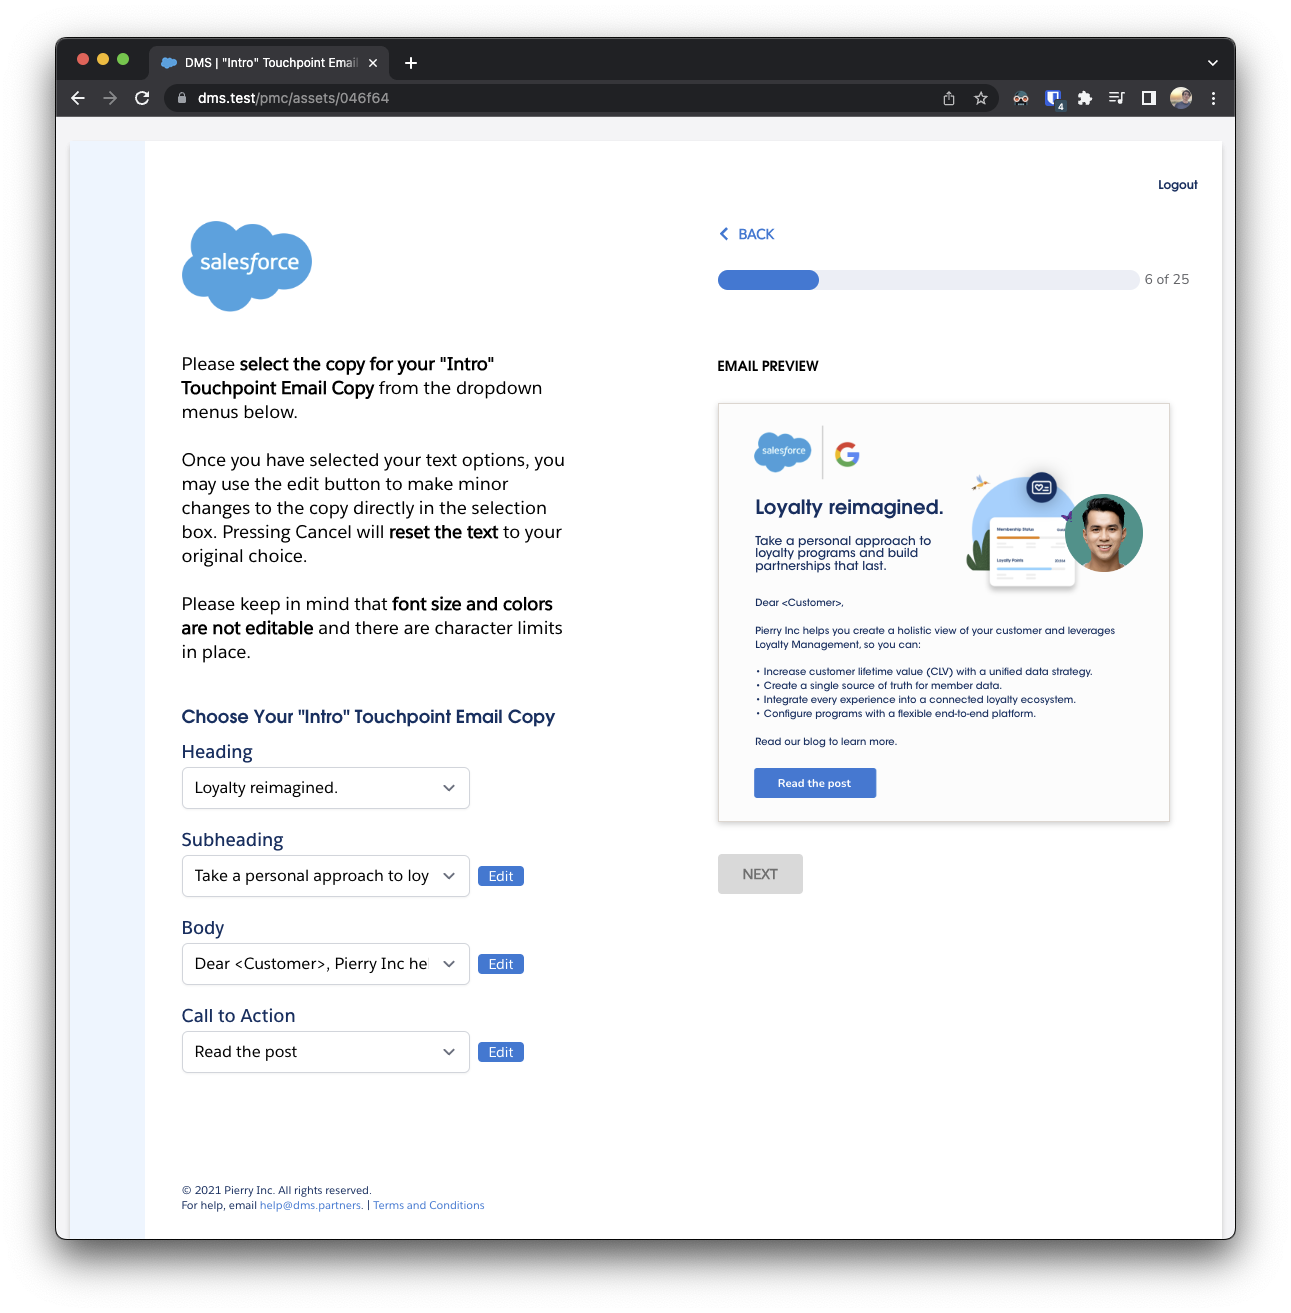 DMS | "Intro" Touchpoint Email
dms.test/pmc/assets/046f64
4
Logout
salesforce
BACK
6 of 25
Please select the copy for your "Intro"
Touchpoint Email Copy from the dropdown
menus below.
Once you have selected your text options, you
may use the edit button to make minor
changes to the copy directly in the selection
box. Pressing Cancel will reset the text to your
original choice.
Please keep in mind that font size and colors
are not editable and there are character limits
in place.
Choose Your "Intro" Touchpoint Email Copy
Heading
Loyalty reimagined.
Subheading
Take a personal approach to loy
Edit
Body
Dear <Customer>, Pierry Inc he
Edit
Call to Action
Read the post
Edit
EMAIL PREVIEW
salesforce
G
Loyalty reimagined.
Take a personal approach to
loyalty programs and build
partnerships that last.
Membership Status
Loyalty Points
Dear <Customer>,
Pierry Inc helps you create a holistic view of your customer and leverages
Loyalty Management, so you can:
• Increase customer lifetime value (CLV) with a unified data strategy.
• Create a single source of truth for member data.
• Integrate every experience into a connected loyalty ecosystem.
• Configure programs with a flexible end-to-end platform.
Read our blog to learn more.
Read the post
NEXT
© 2021 Pierry Inc. All rights reserved.
For help, email help@dms.partners. | Terms and Conditions